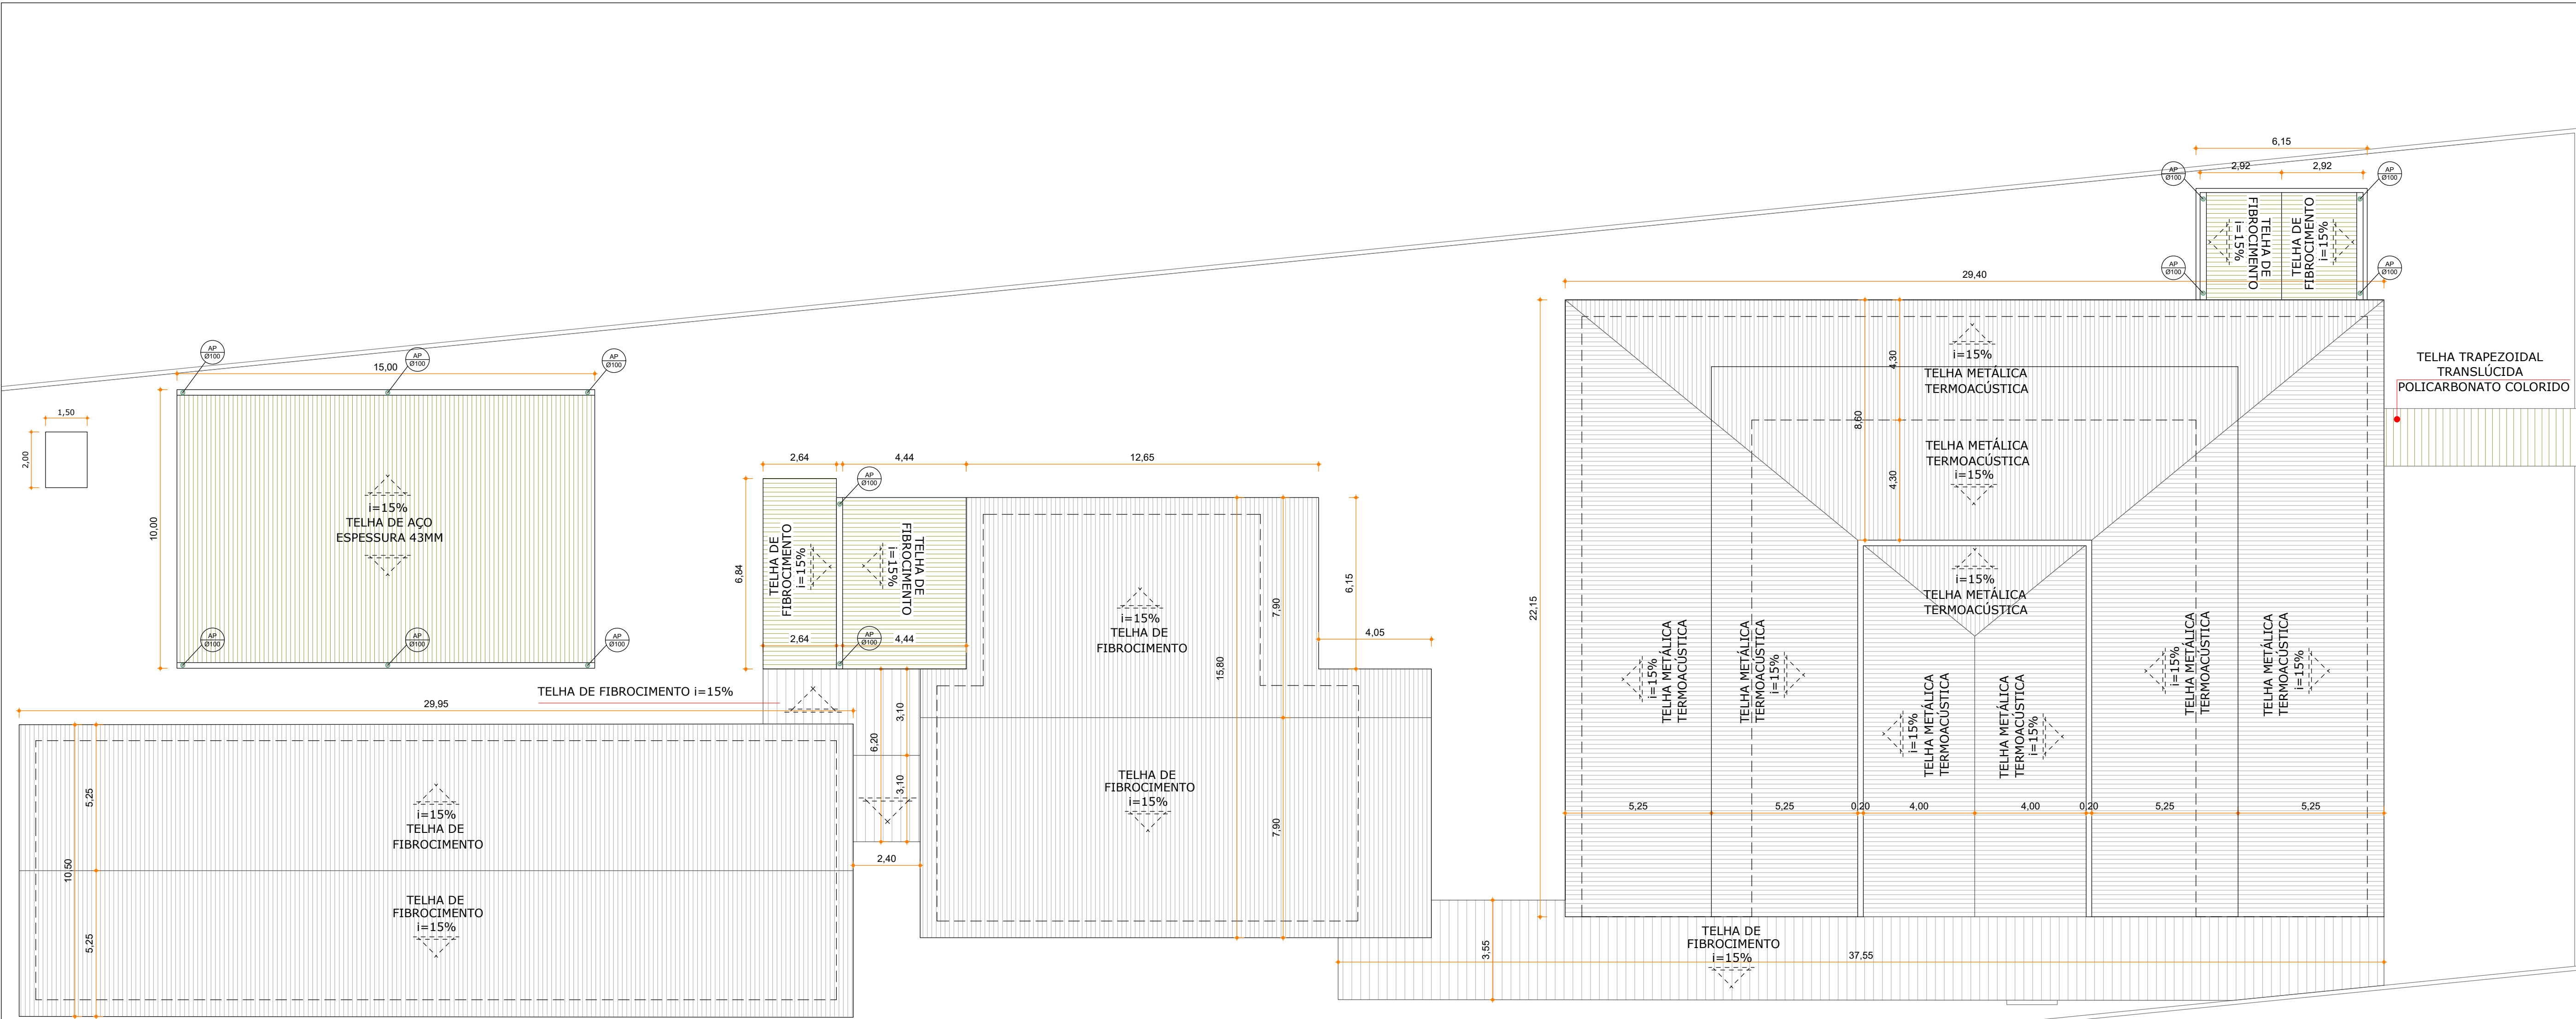 6,15
2,92
2,92
AP
Ø100
AP
Ø100
TELHA DE
FIBROCIMENTO
i=15%
TELHA DE
FIBROCIMENTO
i=15%
AP
Ø100
AP
Ø100
29,40
AP
Ø100
AP
Ø100
AP
Ø100
15,00
1,50
2,00
10,00
i=15%
TELHA DE AÇO
ESPESSURA 43MM
AP
Ø100
AP
Ø100
AP
Ø100
2,64
4,44
12,65
AP
Ø100
6,84
TELHA DE
FIBROCIMENTO
i=15%
TELHA DE
FIBROCIMENTO
i=15%
2,64
4,44
AP
Ø100
i=15%
TELHA DE
FIBROCIMENTO
7,90
15,80
6,15
4,05
TELHA DE FIBROCIMENTO i=15%
29,95
3,10
6,20
3,10
2,40
TELHA DE
FIBROCIMENTO
i=15%
7,90
5,25
10,50
5,25
i=15%
TELHA DE
FIBROCIMENTO
TELHA DE
FIBROCIMENTO
i=15%
22,15
4,30
8,60
4,30
i=15%
TELHA METÁLICA
TERMOACÚSTICA
TELHA METÁLICA
TERMOACÚSTICA
i=15%
i=15%
TELHA METÁLICA
TERMOACÚSTICA
i=15%
TELHA METÁLICA
TERMOACÚSTICA
TELHA METÁLICA
TERMOACÚSTICA
i=15%
i=15%
TELHA METÁLICA
TERMOACÚSTICA
TELHA METÁLICA
TERMOACÚSTICA
i=15%
i=15%
TELHA METÁLICA
TERMOACÚSTICA
TELHA METÁLICA
TERMOACÚSTICA
i=15%
5,25
5,25
0,20
4,00
4,00
0,20
5,25
5,25
TELHA TRAPEZOIDAL
TRANSLÚCIDA
POLICARBONATO COLORIDO
3,55
TELHA DE
FIBROCIMENTO
i=15%
37,55